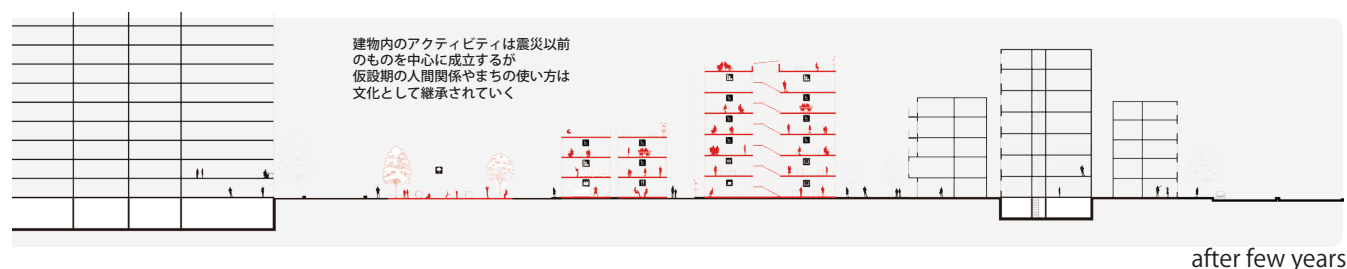 建物内のアクティビティは震災以前
のものを中心に成立するが
仮設期の人間関係やまちの使い方は
文化として継承されていく
after few years